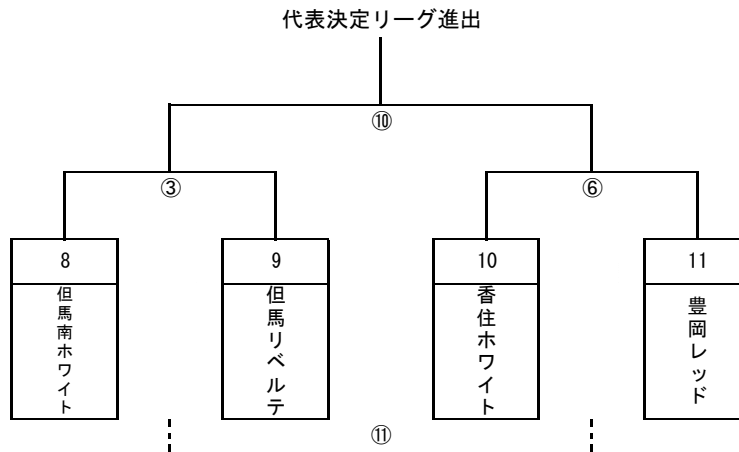 代表決定リーグ進出
⑩
③
⑥
8
9
10
11
但馬南ホワイト
但馬リベルテ
香住ホワイト
豊岡レッド
⑪